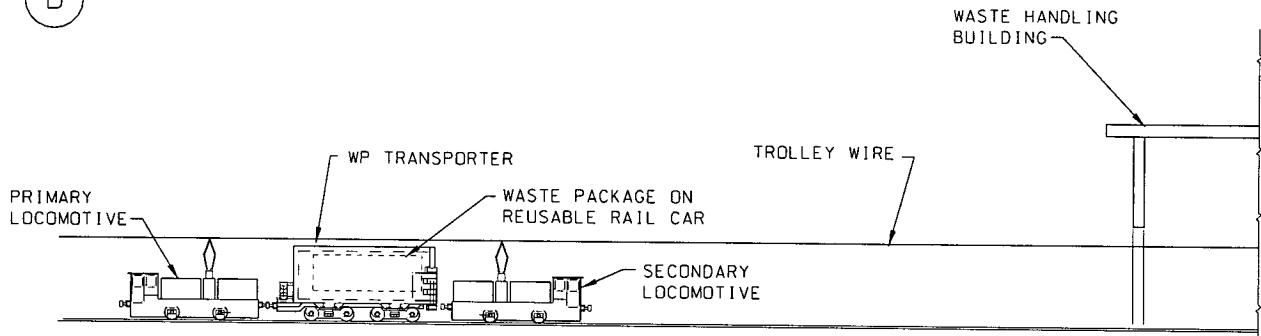 WASTE HANDLING
BUILDING
WP TRANSPORTER
TROLLEY WIRE
PRIMARY
LOCOMOTIVE
WASTE PACKAGE ON
REUSABLE RAIL CAR
SECONDARY
LOCOMOTIVE